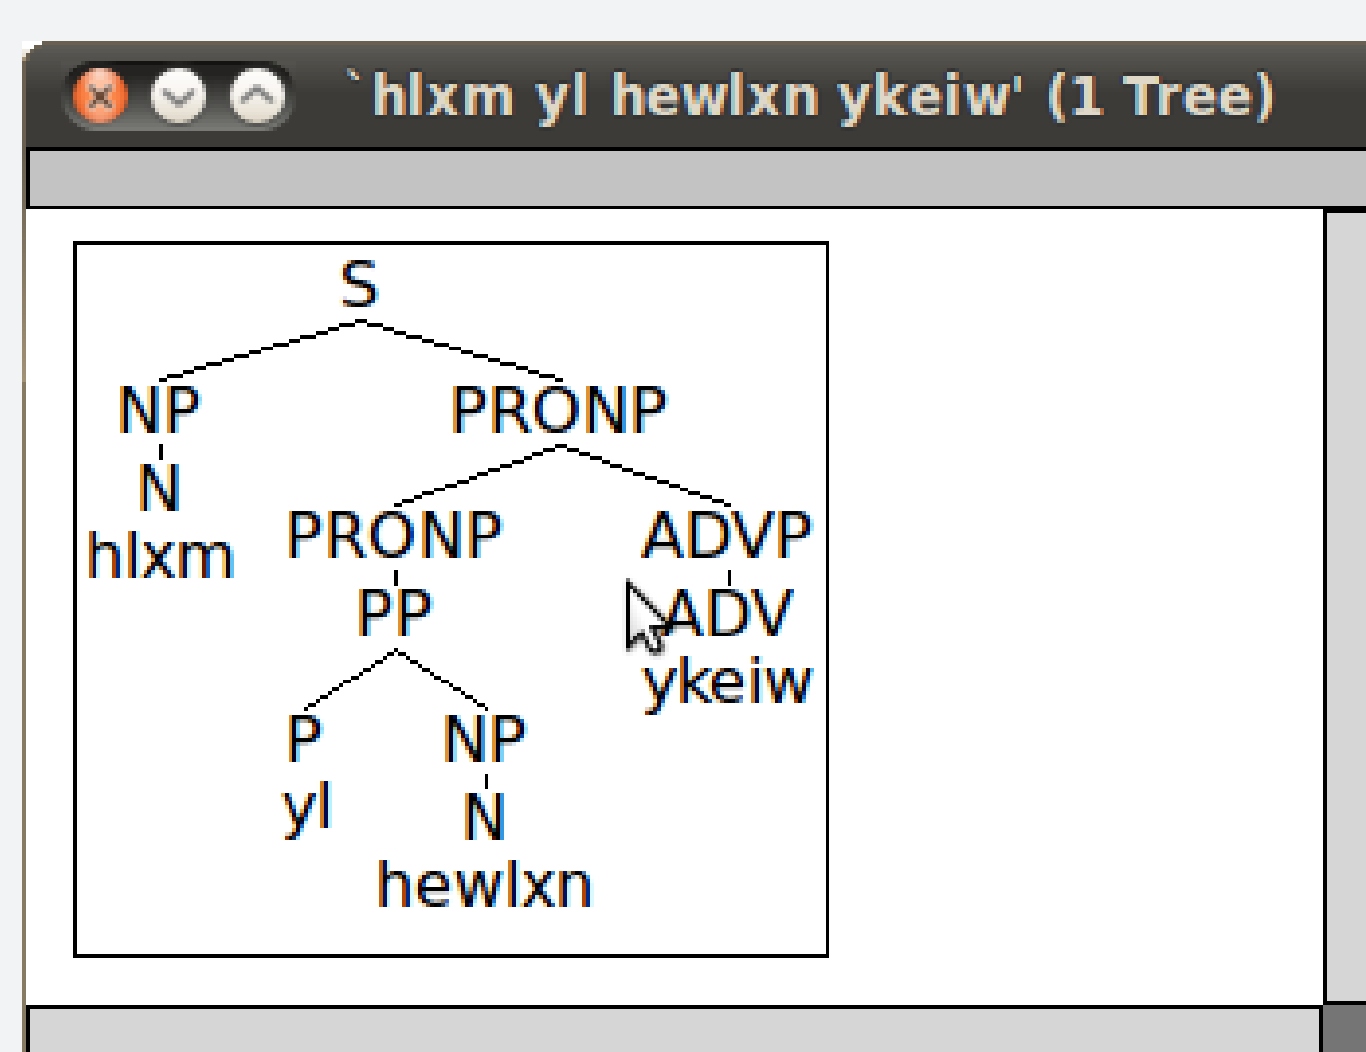 `hlxm yl hewlxn ykeiw' (1 Tree)
S
NP PRONP
N
hlxm PRONP ADVP
PP ADV
ykeiw
P NP
yl N
hewlxn